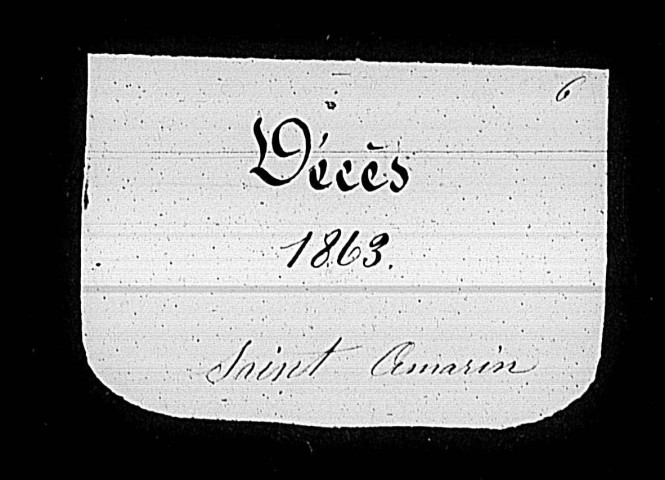 6
Décès
1863.
Saint Amarin